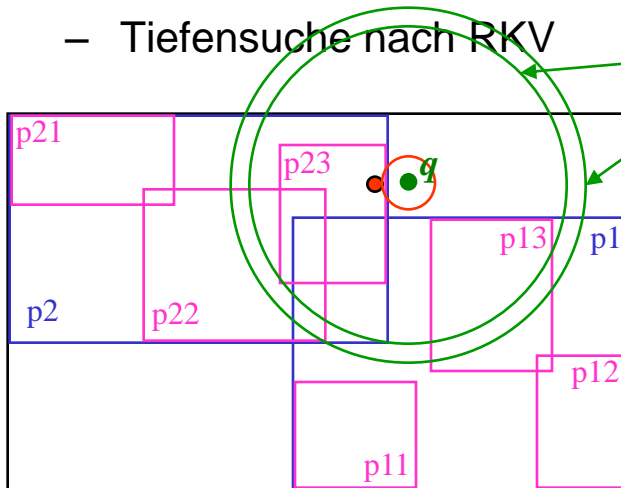 – Tiefensuche nach RKV
p21
p23
q
p13
p1
p2
p22
p12
p11